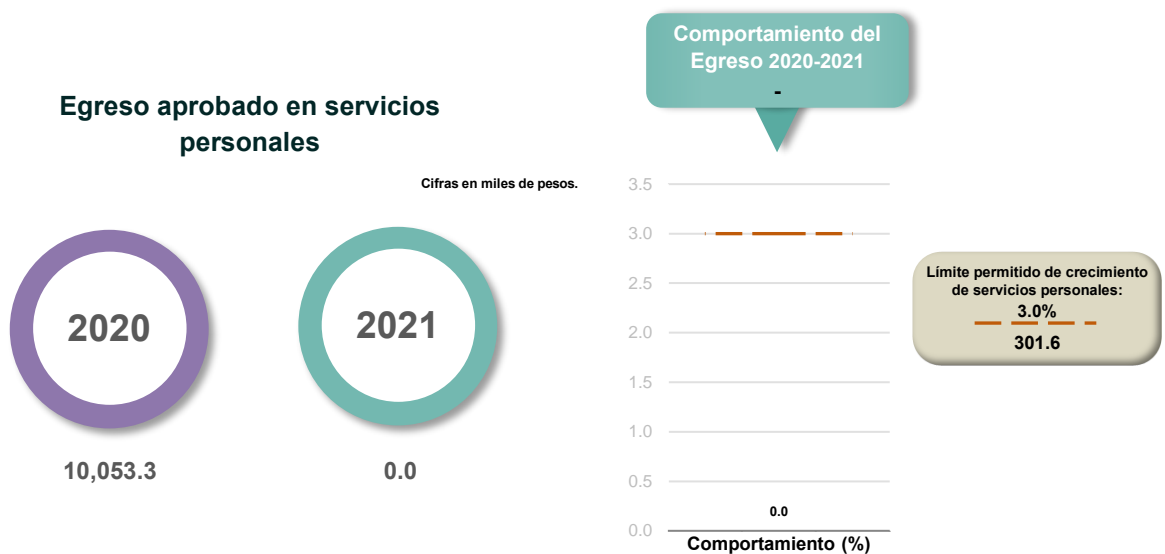 Comportamiento del
Egreso 2020-2021
-
Egreso aprobado en servicios
personales
Cifras en miles de pesos.
2020
2021
10,053.3
0.0
3.5
3.0
2.5
2.0
1.5
1.0
0.5
0.0
0.0
Comportamiento (%)
Límite permitido de crecimiento
de servicios personales:
3.0%
301.6